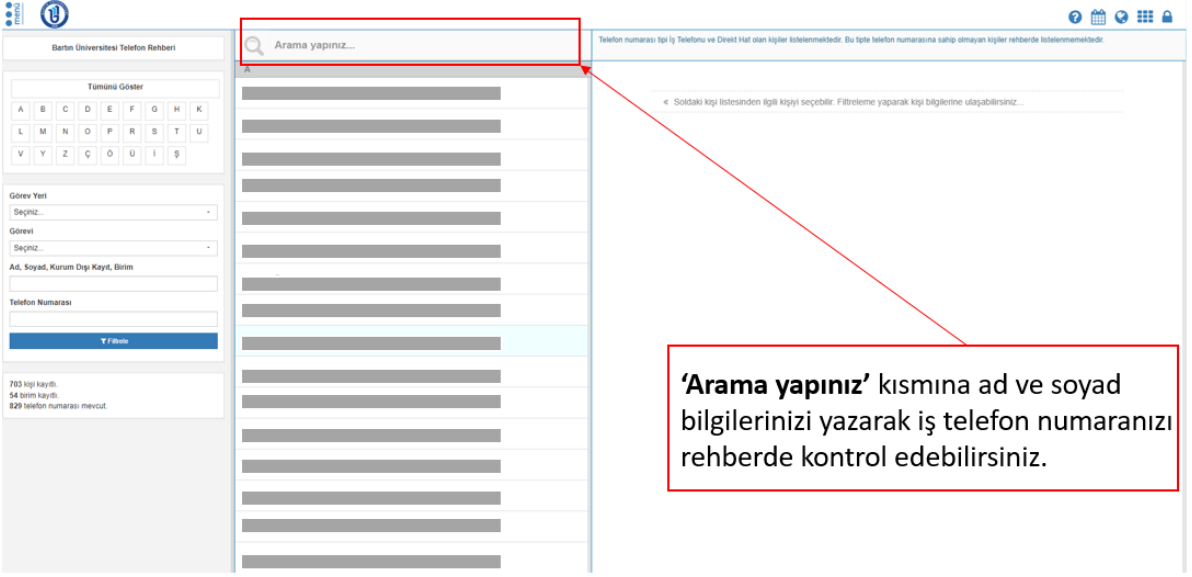 menü
Bartın Üniversitesi Telefon Rehberi
Tümünü Göster
A B C D E F G H K
L M N O P R S T U
V Y Z Ç Ö Ü İ Ş
Görev Yeri
Seçiniz...
Görevi
Seçiniz...
Ad, Soyad, Kurum Dışı Kayıt, Birim
Telefon Numarası
Filtrele
703 kişi kayıtlı.
54 birim kayıtlı.
829 telefon numarası mevcut.
Arama yapınız...
A
Telefon numarası tipi İş Telefonu ve Direkt Hat olan kişiler listelenmektedir. Bu tipte telefon numarasına sahip olmayan kişiler rehberde listelenmemektedir.
« Soldaki kişi listesinden ilgili kişiyi seçebilir. Filtreleme yaparak kişi bilgilerine ulaşabilirsiniz...
‘Arama yapınız’ kısmına ad ve soyad
bilgilerinizi yazarak iş telefon numaranızı
rehberde kontrol edebilirsiniz.